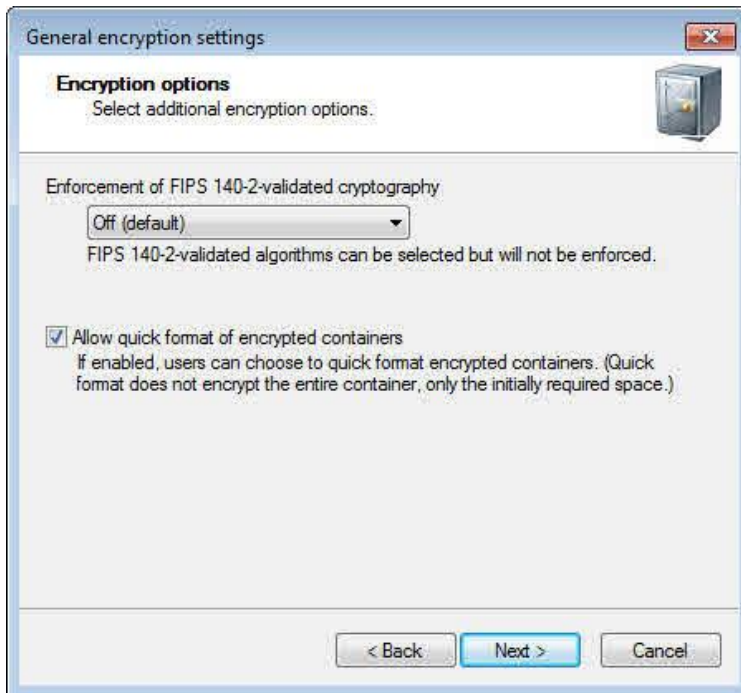 General encryption settings
Encryption options
Select additional encryption options.
Enforcement of FIPS 140-2-validated cryptography
Off (default)
FIPS 140-2-validated algorithms can be selected but will not be enforced.
Allow quick format of encrypted containers
If enabled, users can choose to quick format encrypted containers. (Quick
format does not encrypt the entire container, only the initially required space.)
< Back
Next >
Cancel